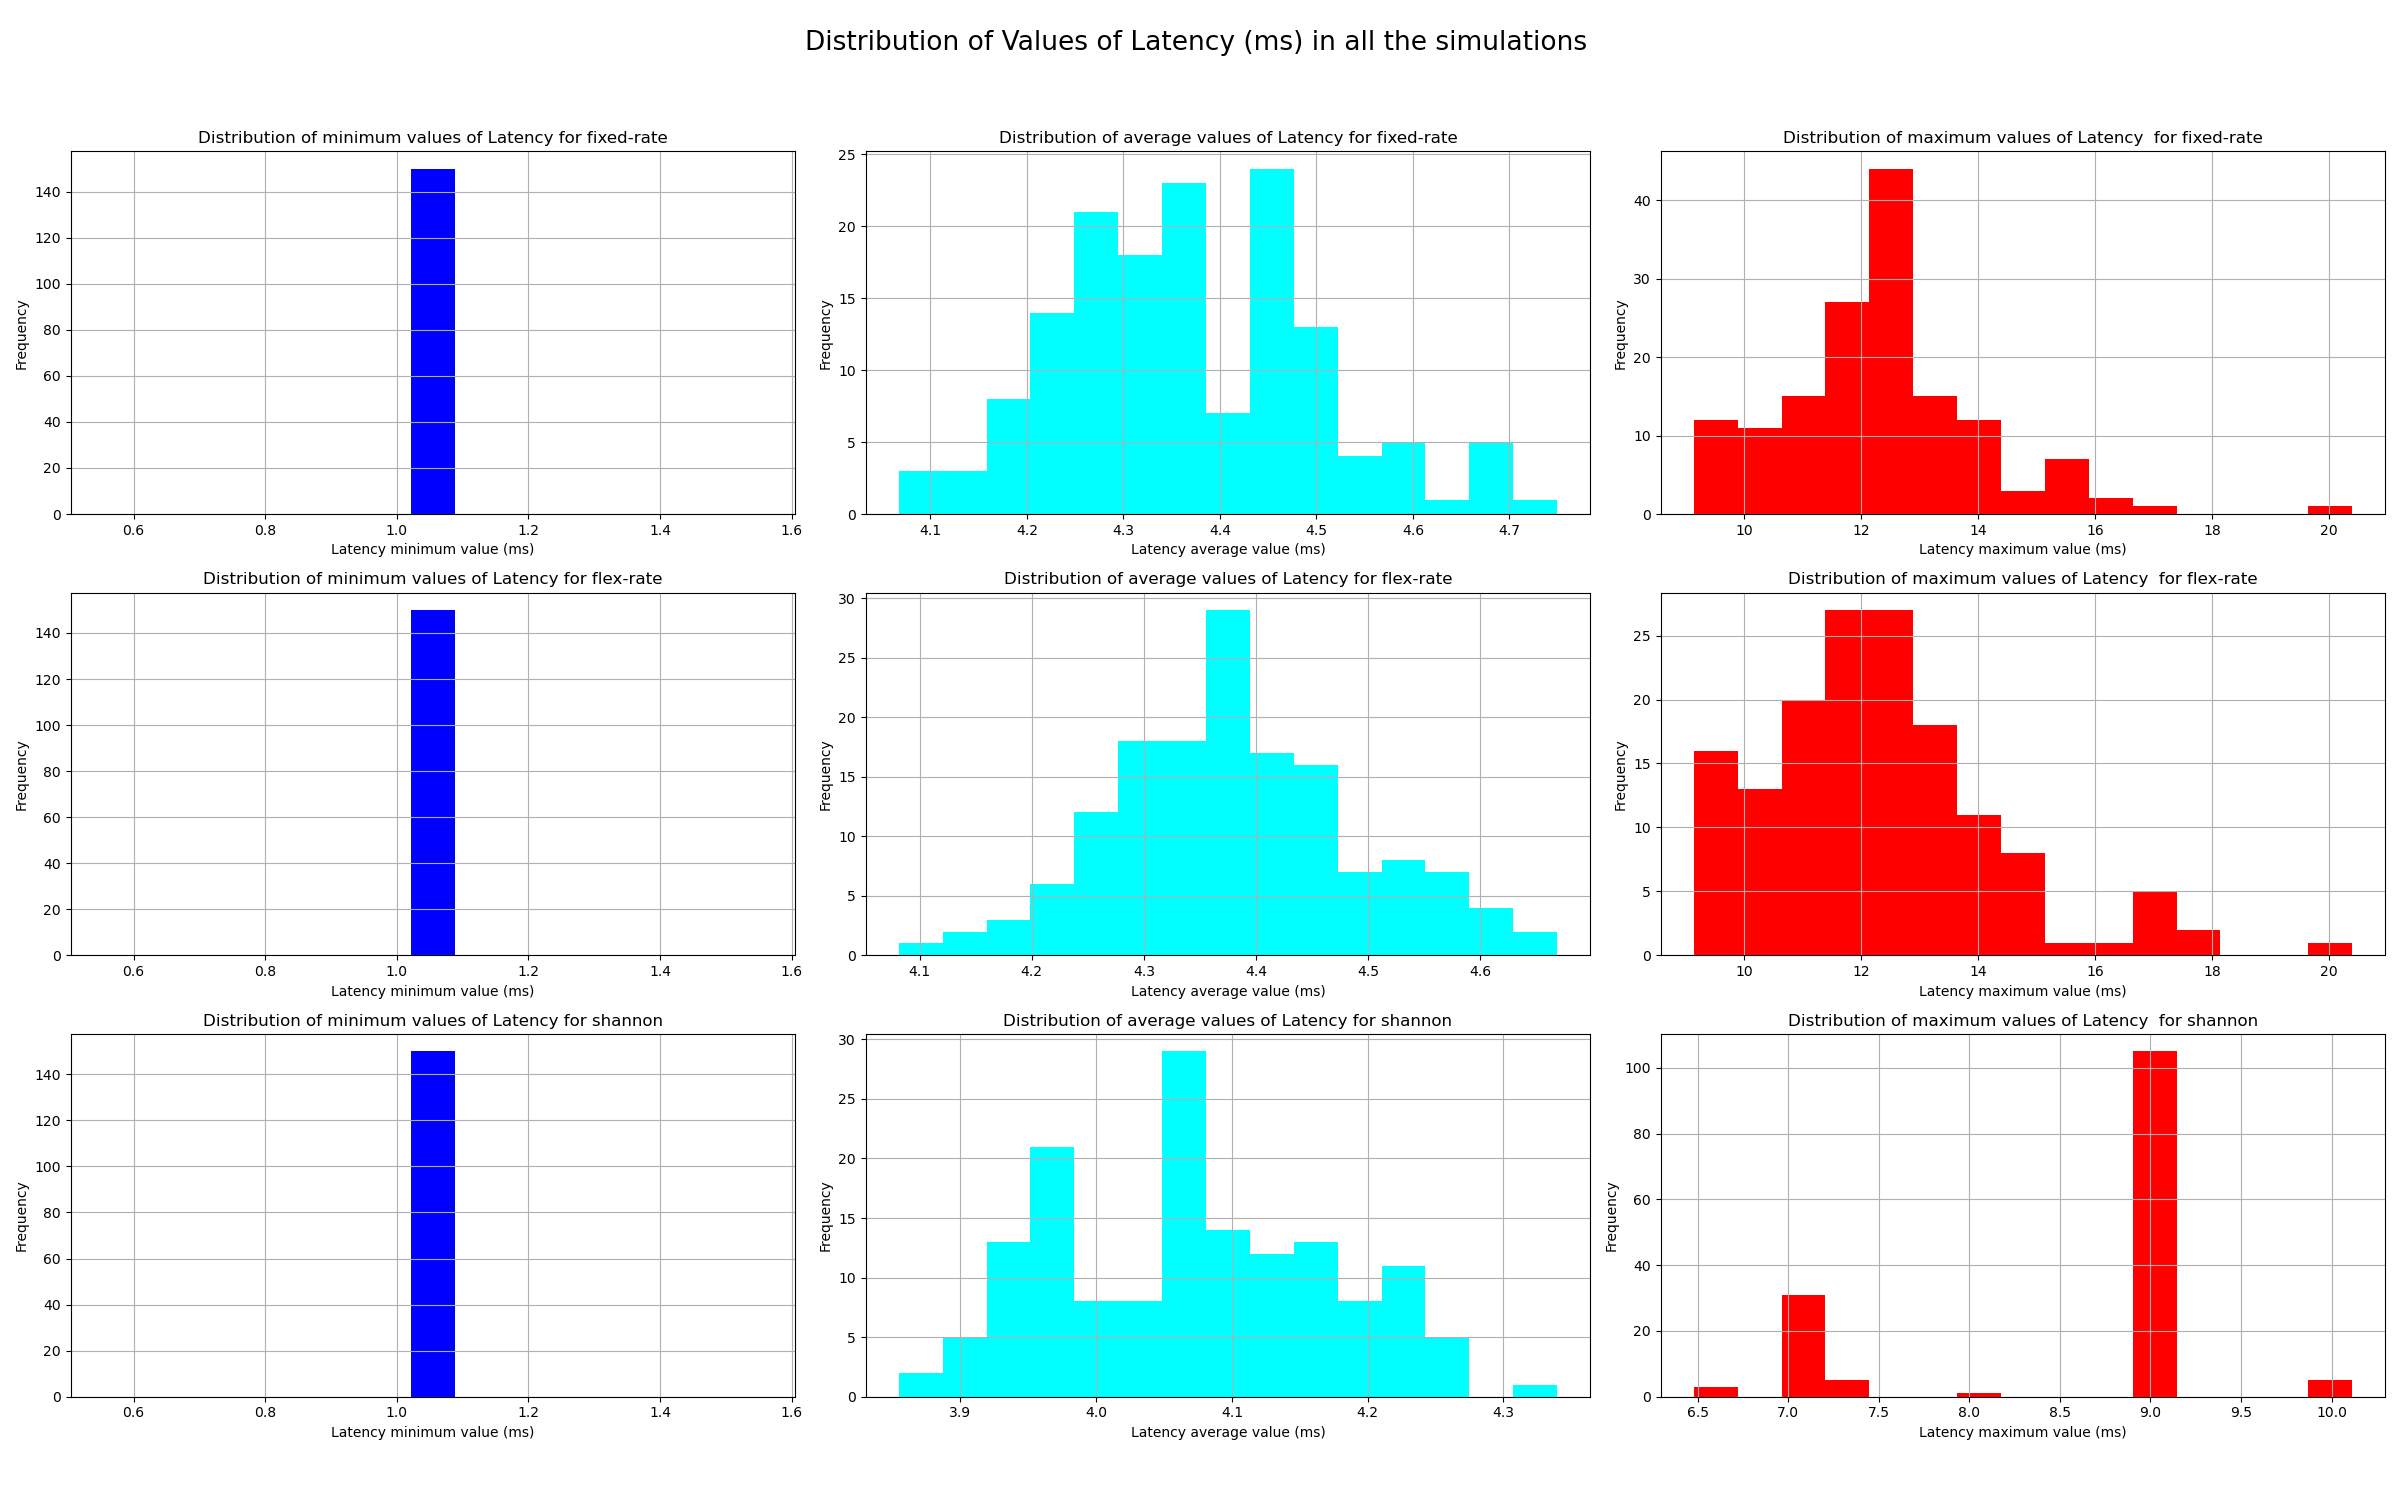 Distribution of Values of Latency (ms) in all the simulations
Distribution of minimum values of Latency for fixed-rate
Frequency
0 20 40 60 80 100 120 140
0.6 0.8 1.0 1.2 1.4 1.6
Latency minimum value (ms)
Distribution of average values of Latency for fixed-rate
Frequency
0 5 10 15 20 25
4.1 4.2 4.3 4.4 4.5 4.6 4.7
Latency average value (ms)
Distribution of maximum values of Latency  for fixed-rate
Frequency
0 10 20 30 40
10 12 14 16 18 20
Latency maximum value (ms)
Distribution of minimum values of Latency for flex-rate
Frequency
0 20 40 60 80 100 120 140
0.6 0.8 1.0 1.2 1.4 1.6
Latency minimum value (ms)
Distribution of average values of Latency for flex-rate
Frequency
0 5 10 15 20 25 30
4.1 4.2 4.3 4.4 4.5 4.6
Latency average value (ms)
Distribution of maximum values of Latency  for flex-rate
Frequency
0 5 10 15 20 25
10 12 14 16 18 20
Latency maximum value (ms)
Distribution of minimum values of Latency for shannon
Frequency
0 20 40 60 80 100 120 140
0.6 0.8 1.0 1.2 1.4 1.6
Latency minimum value (ms)
Distribution of average values of Latency for shannon
Frequency
0 5 10 15 20 25 30
3.9 4.0 4.1 4.2 4.3
Latency average value (ms)
Distribution of maximum values of Latency  for shannon
Frequency
0 20 40 60 80 100
6.5 7.0 7.5 8.0 8.5 9.0 9.5 10.0
Latency maximum value (ms)